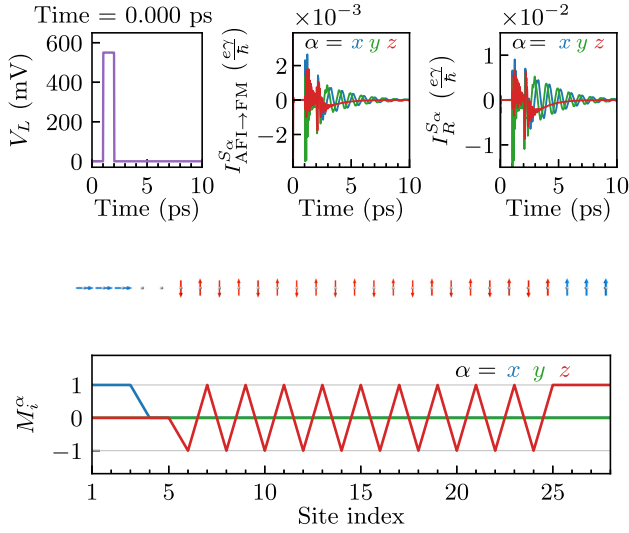 Time = 0.000 ps
600
400
200
0
V_L (mV)
0 5 10
Time (ps)
×10⁻³
α = x y z
2
0
−2
I^{S_α}_{AFI→FM} (eγ/ħ)
0 5 10
Time (ps)
×10⁻²
α = x y z
1
0
−1
I_R^{S_α} (eγ/ħ)
0 5 10
Time (ps)
α = x y z
1
0
−1
M_i^α
1 5 10 15 20 25
Site index